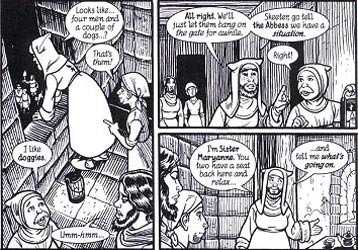 Looks like...
four men and
a couple of
dogs...?
That's
them!
I like
doggies.
Umm-hmm...
All right. We'll
just let them bang on
the gate for awhile.
Skeeter, go tell
the Abbess we have a
situation.
Right!
I'm Sister
Maryanne. You
two have a seat
back here and
relax...
...and
tell me what's
going on.